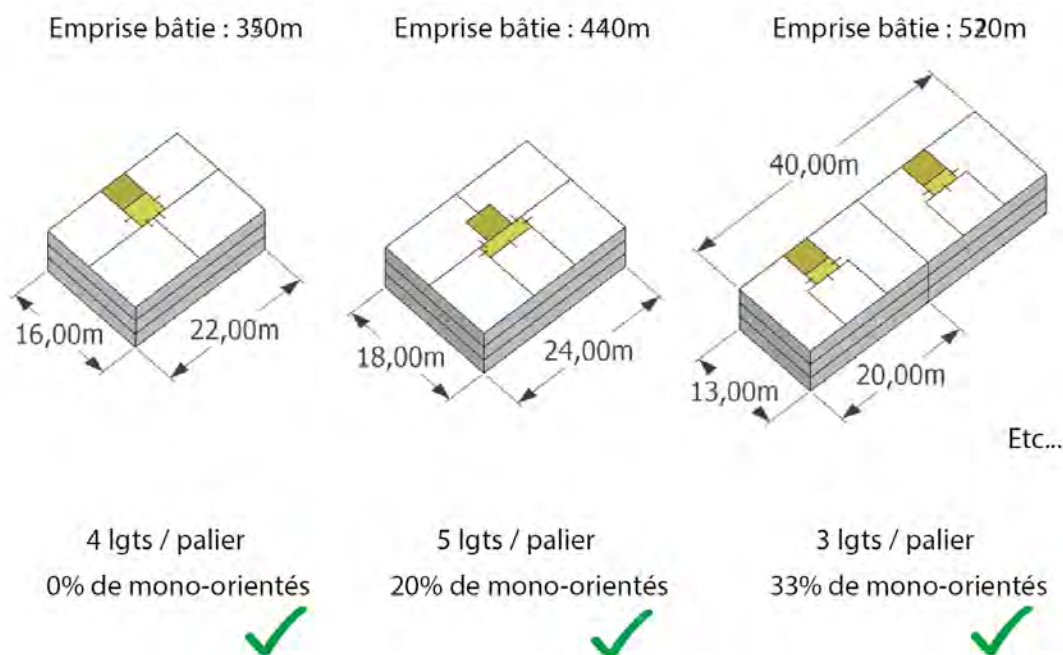 Emprise bâtie : 350m
Emprise bâtie : 440m
Emprise bâtie : 520m
40,00m
16,00m
22,00m
18,00m
24,00m
13,00m
20,00m
Etc...
4 lgts / palier
5 lgts / palier
3 lgts / palier
0% de mono-orientés
20% de mono-orientés
33% de mono-orientés